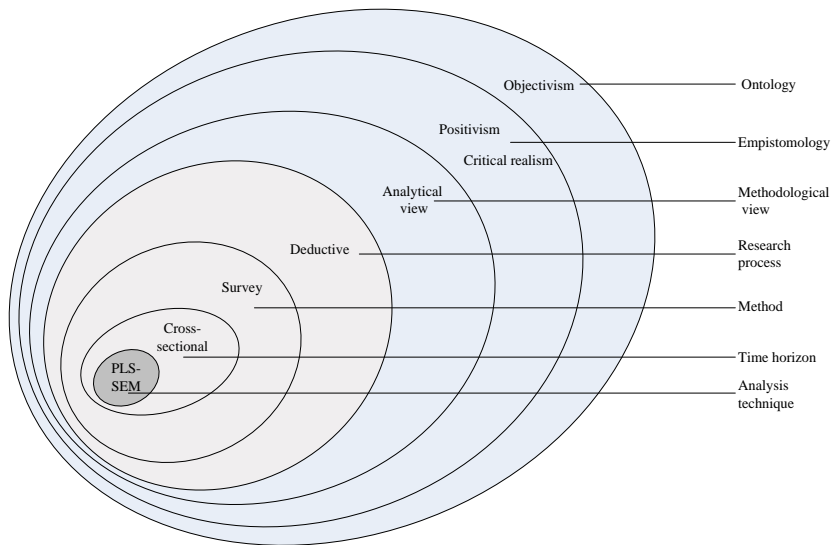 Objectivism
Ontology
Positivism
Critical realism
Empistomology
Analytical
view
Methodological
view
Deductive
Research
process
Survey
Method
Cross-
sectional
Time horizon
PLS-
SEM
Analysis
technique